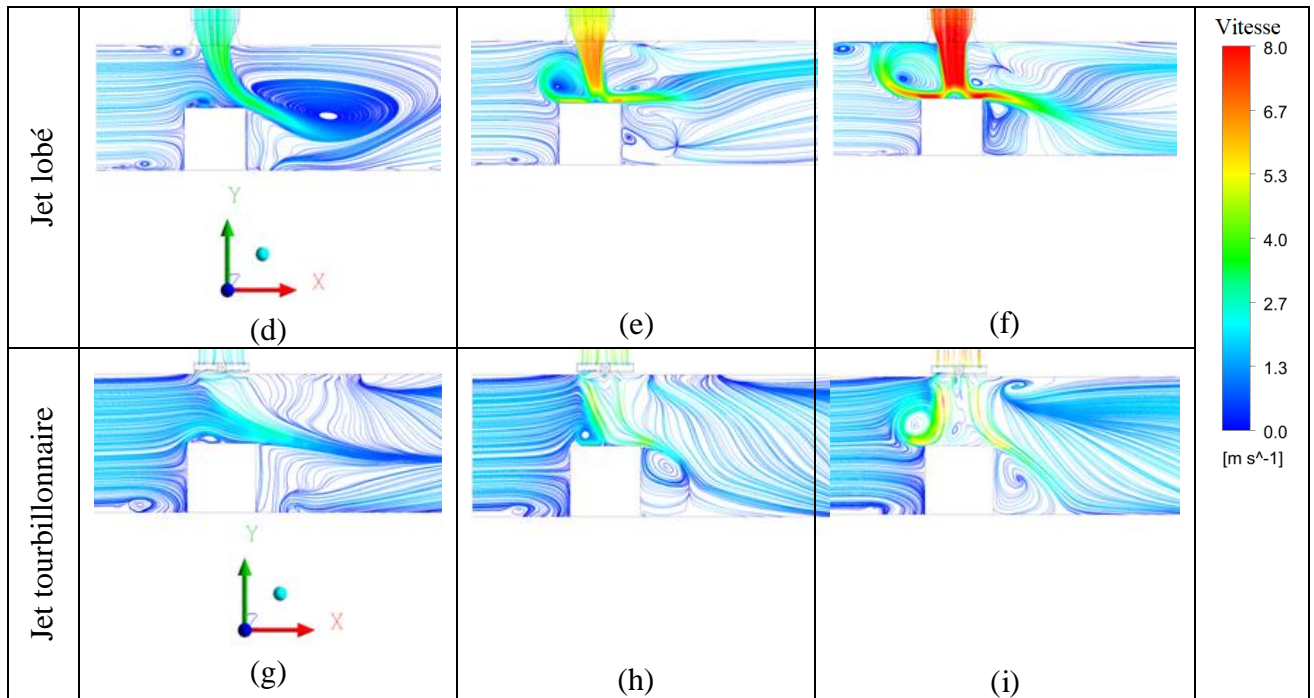 Jet lobé
Y
X
(d)
(e)
(f)
Vitesse
8.0
6.7
5.3
4.0
2.7
1.3
0.0
[m s^-1]
Jet tourbillonnaire
Y
X
(g)
(h)
(i)